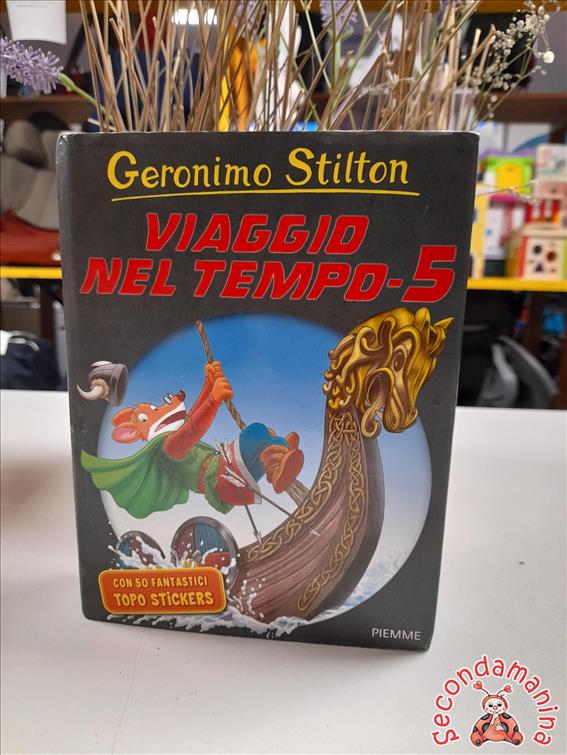 Geronimo Stilton
VIAGGIO
NEL TEMPO-5
CON 50 FANTASTICI
TOPO STICKERS
PIEMME
Secondamanina